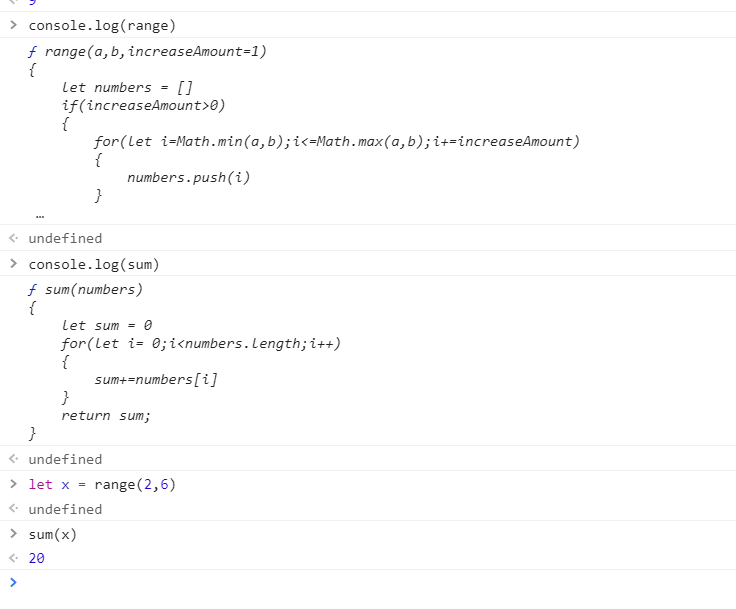 9
> console.log(range)
ƒ range(a,b,increaseAmount=1)
{
    let numbers = []
    if(increaseAmount>0)
    {
        for(let i=Math.min(a,b);i<=Math.max(a,b);i+=increaseAmount)
        {
            numbers.push(i)
        }
…
undefined
> console.log(sum)
ƒ sum(numbers)
{
    let sum = 0
    for(let i= 0;i<numbers.length;i++)
    {
        sum+=numbers[i]
    }
    return sum;
}
undefined
> let x = range(2,6)
undefined
> sum(x)
20
>